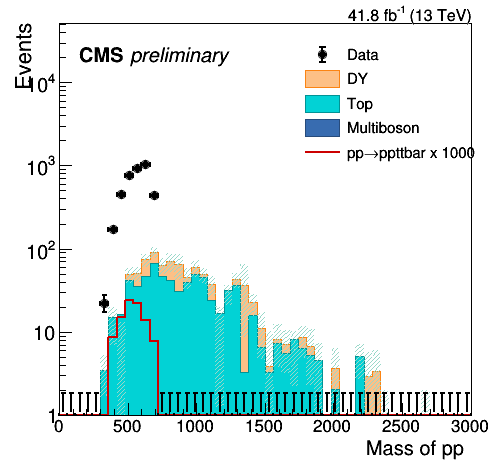 41.8 fb⁻¹ (13 TeV)
Events
CMS preliminary
Data
DY
Top
Multiboson
pp→ppttbar x 1000
10⁴
10³
10²
10
1
0 500 1000 1500 2000 2500 3000
Mass of pp